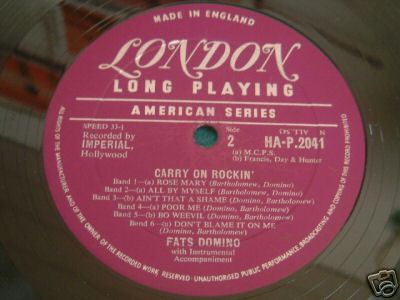 MADE IN ENGLAND
LONDON
LONG PLAYING
AMERICAN SERIES
SPEED 33⅓
Recorded by
IMPERIAL,
Hollywood
Side
2
HA-P.2041
(a) M.C.P.S.
(b) Francis, Day & Hunter
CARRY ON ROCKIN'
Band 1—(a) ROSE MARY (Bartholomew, Domino)
Band 2—(a) ALL BY MYSELF (Bartholomew, Domino)
Band 3—(b) AIN'T THAT A SHAME (Bartholomew, Domino)
Band 4—(a) POOR ME (Domino, Bartholomew)
Band 5—(b) BO WEEVIL (Domino, Bartholomew)
Band 6—(a) DON'T BLAME IT ON ME
(Domino, Bartholomew)
FATS DOMINO
with Instrumental
Accompaniment
ALL RIGHTS OF THE MANUFACTURER AND OF THE OWNER OF THE RECORDED WORK RESERVED · UNAUTHORISED PUBLIC PERFORMANCE, BROADCASTING AND COPYING OF THIS RECORD PROHIBITED